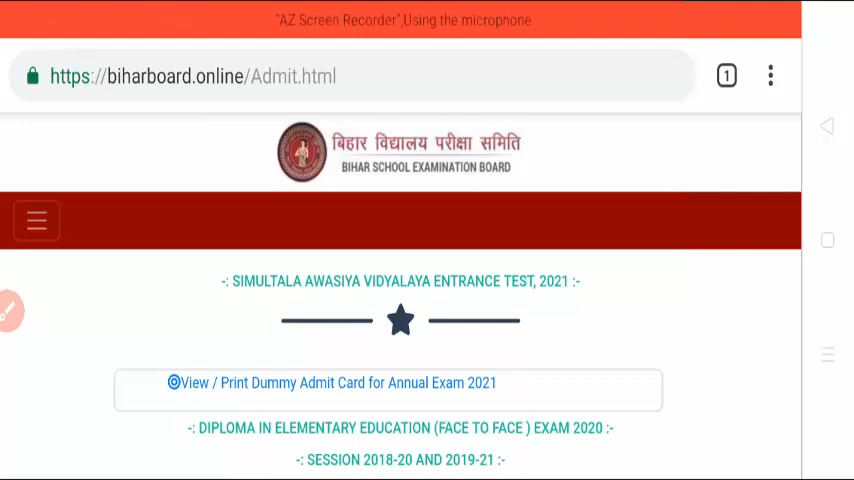 "AZ Screen Recorder",Using the microphone
https://biharboard.online/Admit.html
1
बिहार विद्यालय परीक्षा समिति
BIHAR SCHOOL EXAMINATION BOARD
-: SIMULTALA AWASIYA VIDYALAYA ENTRANCE TEST, 2021 :-
View / Print Dummy Admit Card for Annual Exam 2021
-: DIPLOMA IN ELEMENTARY EDUCATION (FACE TO FACE ) EXAM 2020 :-
-: SESSION 2018-20 AND 2019-21 :-